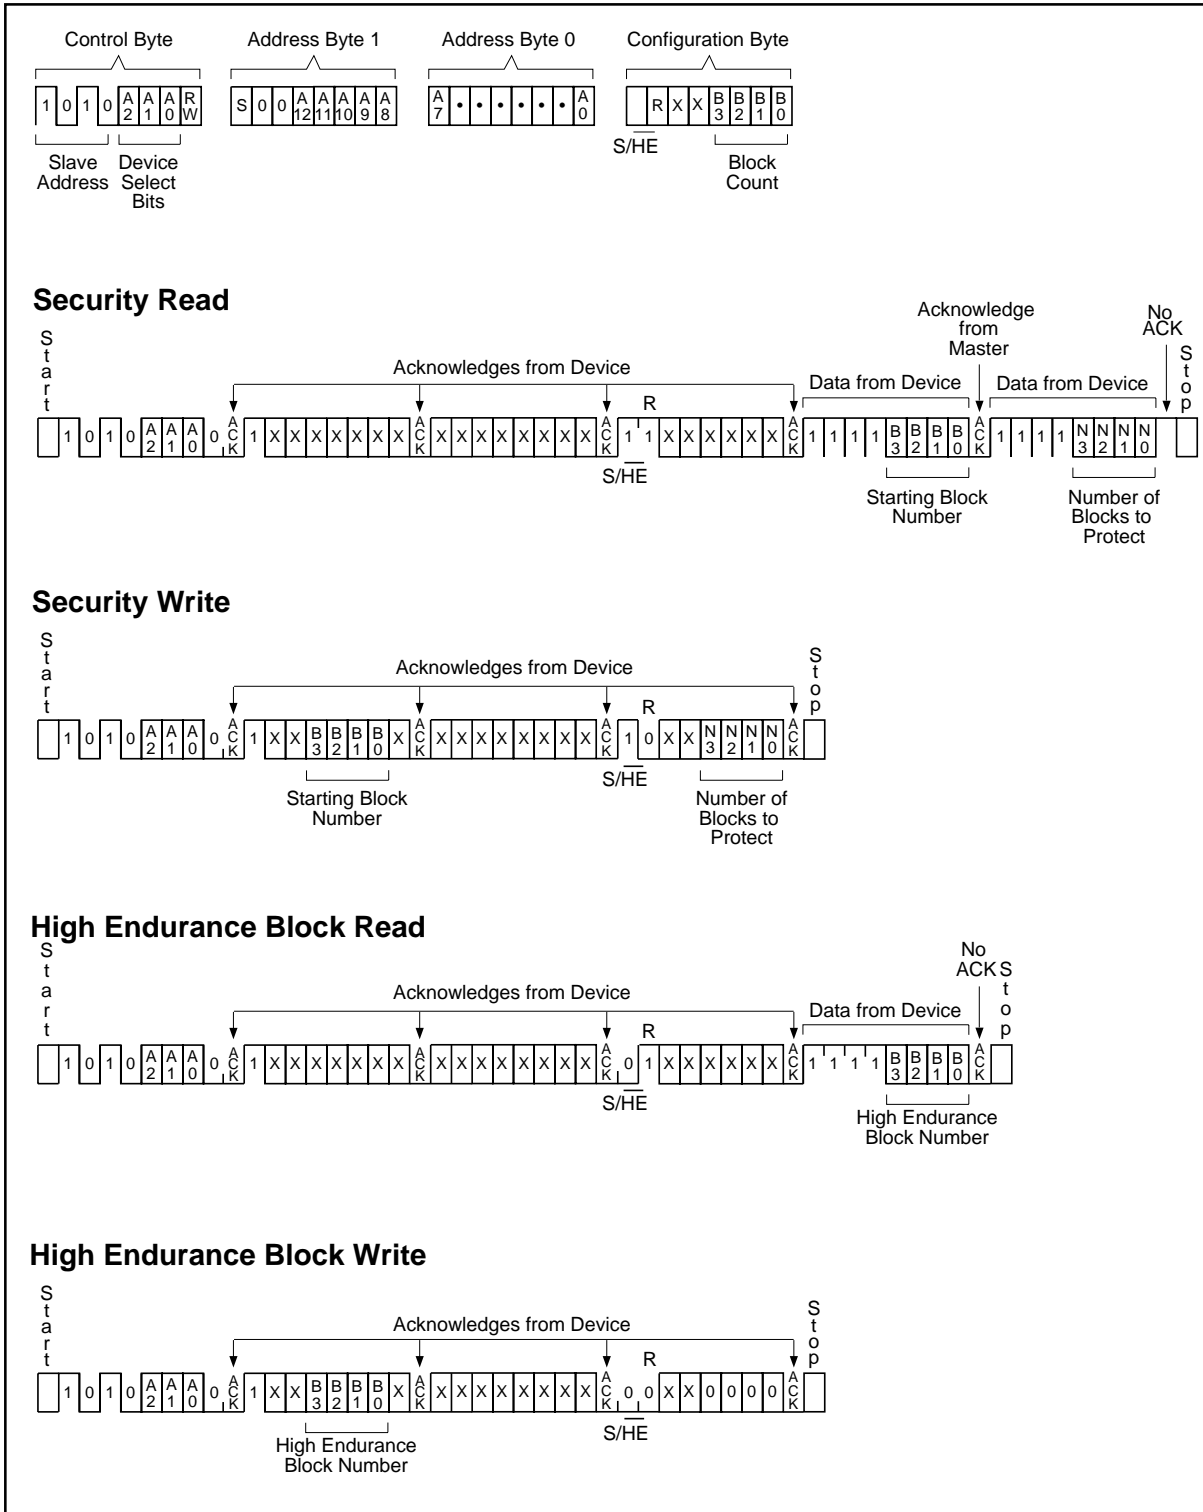 Control Byte Address Byte 1 Address Byte 0 Configuration Byte
1 0 1 0 A2 A1 A0 RW S 0 0 A12 A11 A10 A9 A8 A7 • • • • • • A0 R X X B3 B2 B1 B0
S/HE
Slave Address
Device Select Bits
Block Count
Security Read
Start
Acknowledges from Device
R
Data from Device
Acknowledge from Master
Data from Device
No ACK
Stop
1 0 1 0 A2 A1 A0 0 ACK 1 X X X X X X X ACK X X X X X X X X ACK 1 1 X X X X X X ACK 1 1 1 1 B3 B2 B1 B0 ACK 1 1 1 1 N3 N2 N1 N0
S/HE
Starting Block Number
Number of Blocks to Protect
Security Write
Start
Acknowledges from Device
R
Stop
1 0 1 0 A2 A1 A0 0 ACK 1 X X B3 B2 B1 B0 X ACK X X X X X X X X ACK 1 0 X X N3 N2 N1 N0 ACK
S/HE
Starting Block Number
Number of Blocks to Protect
High Endurance Block Read
Start
Acknowledges from Device
R
Data from Device
No ACK
Stop
1 0 1 0 A2 A1 A0 0 ACK 1 X X X X X X X ACK X X X X X X X X ACK 0 1 X X X X X X ACK 1 1 1 1 B3 B2 B1 B0 ACK
S/HE
High Endurance Block Number
High Endurance Block Write
Start
Acknowledges from Device
R
Stop
1 0 1 0 A2 A1 A0 0 ACK 1 X X B3 B2 B1 B0 X ACK X X X X X X X X ACK 0 0 X X 0 0 0 0 ACK
S/HE
High Endurance Block Number